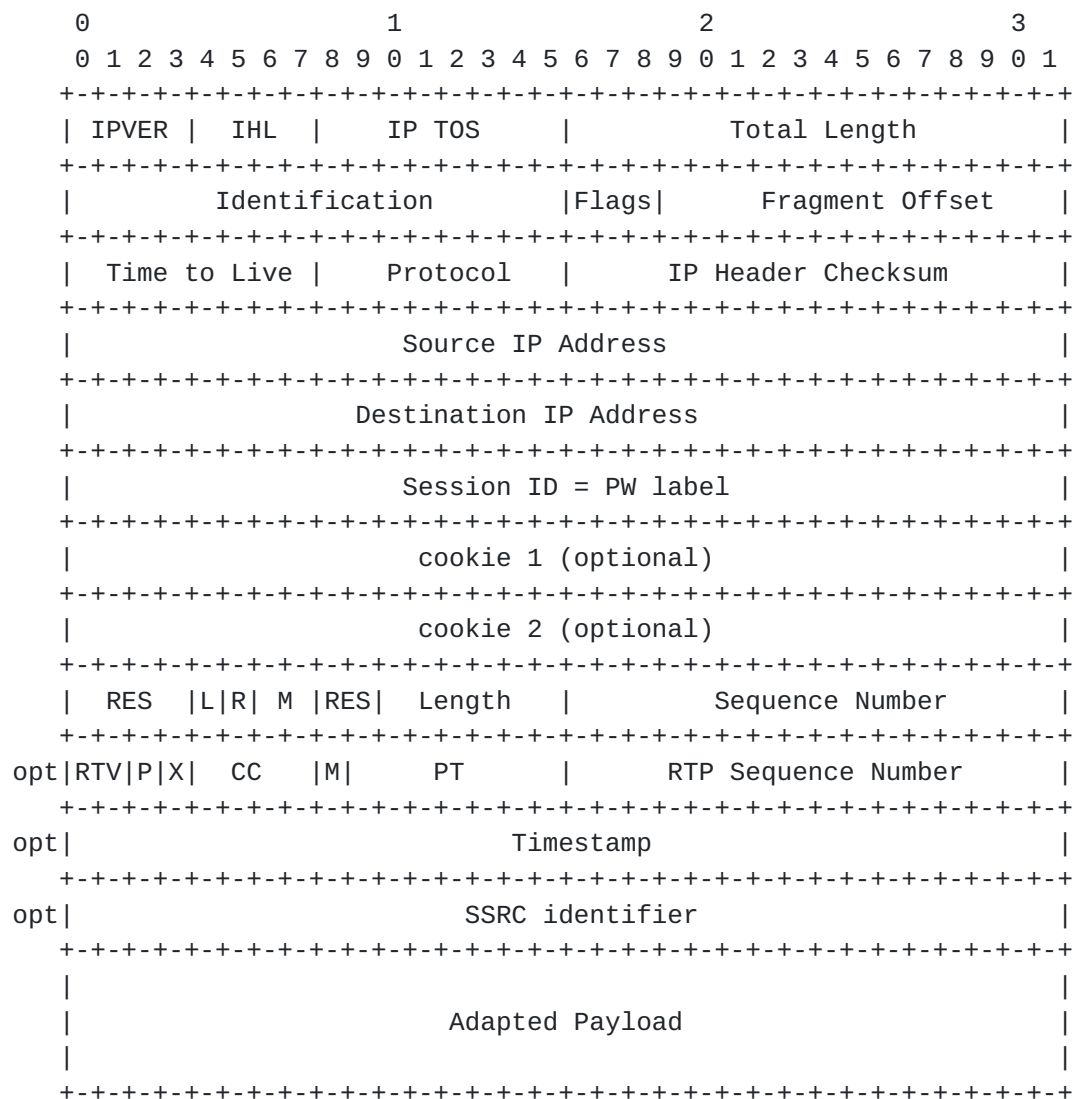 0                   1                   2                   3
 0 1 2 3 4 5 6 7 8 9 0 1 2 3 4 5 6 7 8 9 0 1 2 3 4 5 6 7 8 9 0 1
   +-+-+-+-+-+-+-+-+-+-+-+-+-+-+-+-+-+-+-+-+-+-+-+-+-+-+-+-+-+-+-+-+
   | IPVER |  IHL  |    IP TOS     |          Total Length         |
   +-+-+-+-+-+-+-+-+-+-+-+-+-+-+-+-+-+-+-+-+-+-+-+-+-+-+-+-+-+-+-+-+
   |         Identification        |Flags|      Fragment Offset    |
   +-+-+-+-+-+-+-+-+-+-+-+-+-+-+-+-+-+-+-+-+-+-+-+-+-+-+-+-+-+-+-+-+
   |  Time to Live |    Protocol   |      IP Header Checksum       |
   +-+-+-+-+-+-+-+-+-+-+-+-+-+-+-+-+-+-+-+-+-+-+-+-+-+-+-+-+-+-+-+-+
   |                     Source IP Address                         |
   +-+-+-+-+-+-+-+-+-+-+-+-+-+-+-+-+-+-+-+-+-+-+-+-+-+-+-+-+-+-+-+-+
   |                  Destination IP Address                       |
   +-+-+-+-+-+-+-+-+-+-+-+-+-+-+-+-+-+-+-+-+-+-+-+-+-+-+-+-+-+-+-+-+
   |                     Session ID = PW label                     |
   +-+-+-+-+-+-+-+-+-+-+-+-+-+-+-+-+-+-+-+-+-+-+-+-+-+-+-+-+-+-+-+-+
   |                      cookie 1 (optional)                      |
   +-+-+-+-+-+-+-+-+-+-+-+-+-+-+-+-+-+-+-+-+-+-+-+-+-+-+-+-+-+-+-+-+
   |                      cookie 2 (optional)                      |
   +-+-+-+-+-+-+-+-+-+-+-+-+-+-+-+-+-+-+-+-+-+-+-+-+-+-+-+-+-+-+-+-+
   |  RES  |L|R| M |RES|  Length   |         Sequence Number       |
   +-+-+-+-+-+-+-+-+-+-+-+-+-+-+-+-+-+-+-+-+-+-+-+-+-+-+-+-+-+-+-+-+
opt|RTV|P|X|  CC   |M|     PT      |      RTP Sequence Number      |
   +-+-+-+-+-+-+-+-+-+-+-+-+-+-+-+-+-+-+-+-+-+-+-+-+-+-+-+-+-+-+-+-+
opt|                            Timestamp                          |
   +-+-+-+-+-+-+-+-+-+-+-+-+-+-+-+-+-+-+-+-+-+-+-+-+-+-+-+-+-+-+-+-+
opt|                         SSRC identifier                       |
   +-+-+-+-+-+-+-+-+-+-+-+-+-+-+-+-+-+-+-+-+-+-+-+-+-+-+-+-+-+-+-+-+
   |                                                               |
   |                        Adapted Payload                        |
   |                                                               |
   +-+-+-+-+-+-+-+-+-+-+-+-+-+-+-+-+-+-+-+-+-+-+-+-+-+-+-+-+-+-+-+-+